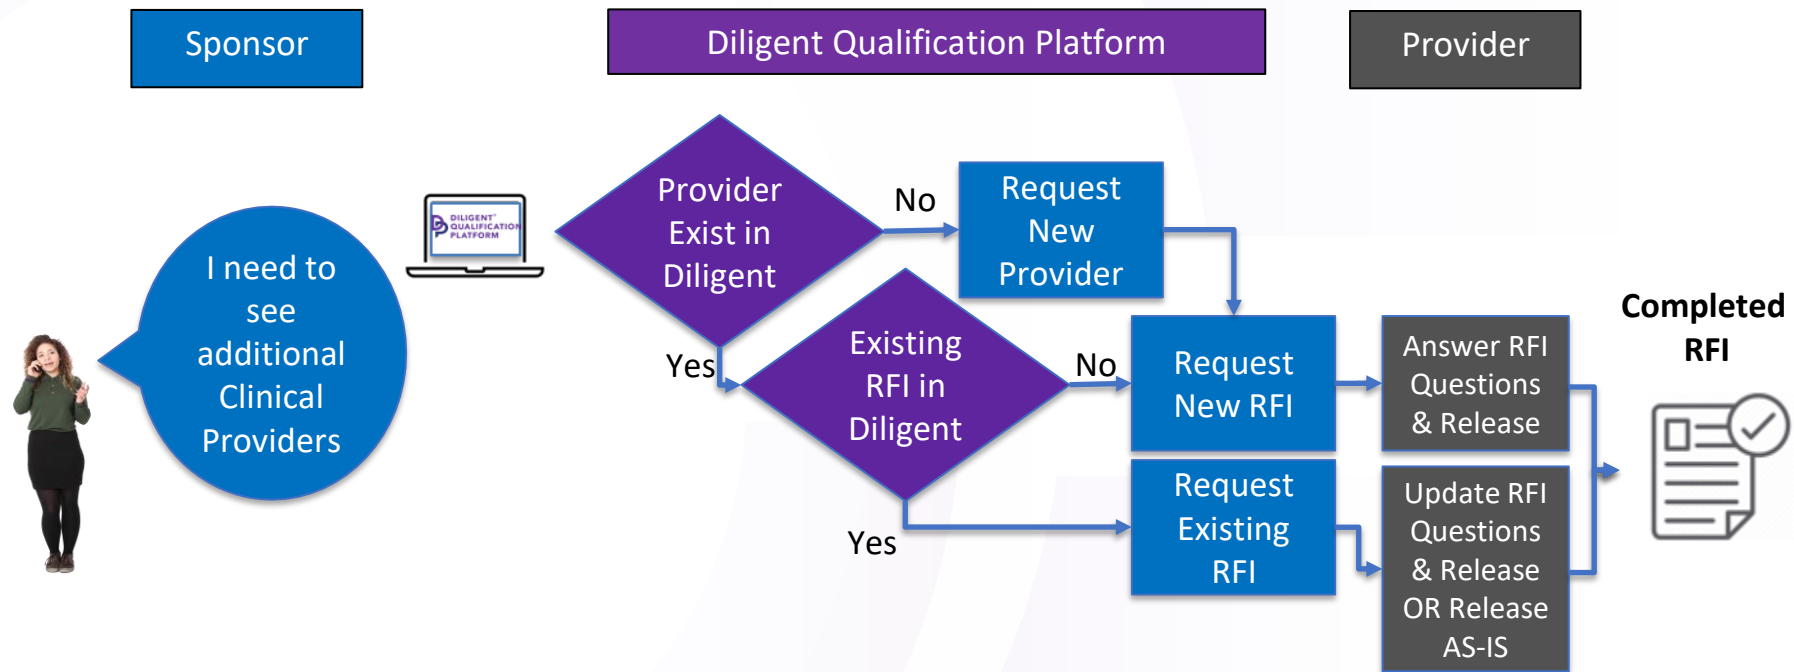 Sponsor
Diligent Qualification Platform
Provider
I need to
see
additional
Clinical
Providers
DP
DILIGENT™
QUALIFICATION
PLATFORM
Provider
Exist in
Diligent
No
Request
New
Provider
Yes
Existing
RFI in
Diligent
No
Request
New RFI
Answer RFI
Questions
& Release
Yes
Request
Existing
RFI
Update RFI
Questions
& Release
OR Release
AS-IS
Completed
RFI